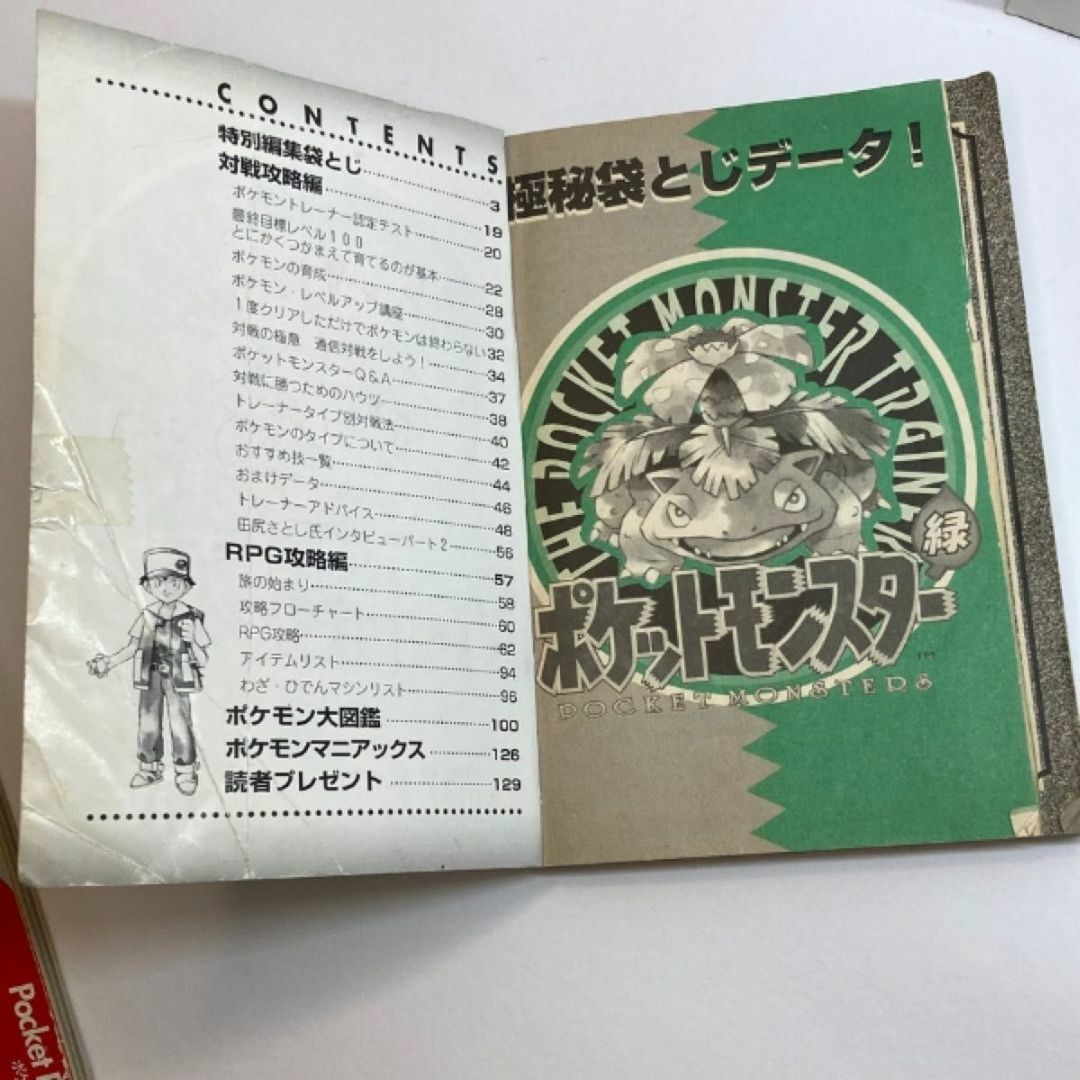 CONTENTS
特別編集袋とじ……3
対戦攻略編……19
ポケモントレーナー認定テスト……20
最終目標レベル100
とにかくつかまえて育てるのが基本……22
ポケモンの育成……28
ポケモン・レベルアップ講座……30
1度クリアしただけでポケモンは終わらない32
対戦の極意 通信対戦をしよう!……34
ポケットモンスターQ&A……37
対戦に勝つためのハウツー……38
トレーナータイプ別対戦法……40
ポケモンのタイプについて……42
おすすめ技一覧……44
おまけデータ……46
トレーナーアドバイス……48
田尻さとし氏インタビューパート2……56
RPG攻略編……57
旅の始まり……58
攻略フローチャート……60
RPG攻略……62
アイテムリスト……94
わざ・ひでんマシンリスト……96
ポケモン大図鑑……100
ポケモンマニアックス……126
読者プレゼント……129
極秘袋とじデータ!
THE POCKET MONSTER TRAINER
緑
ポケットモンスター
TM
POCKET MONSTERS
Pocket